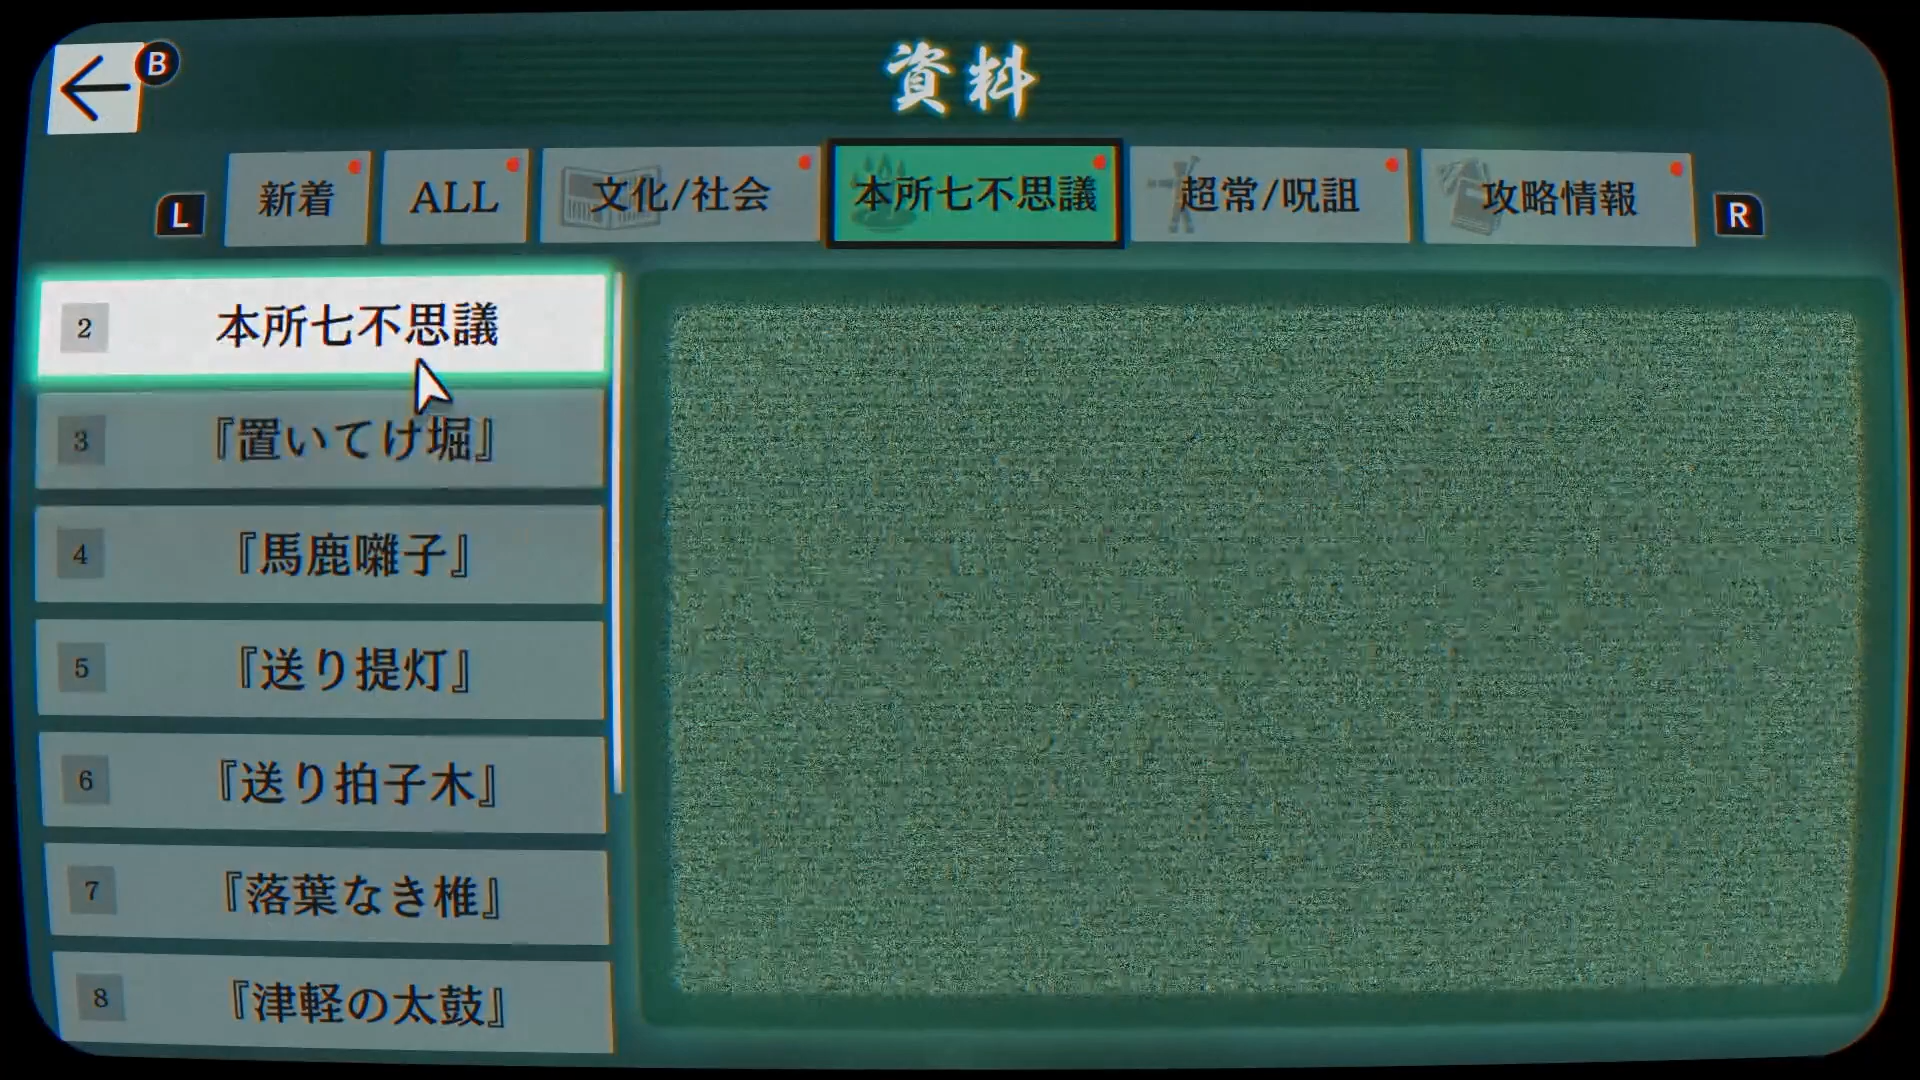 B
資料
L
新着
ALL
文化/社会
本所七不思議
超常/呪詛
攻略情報
R
2 本所七不思議
3 『置いてけ堀』
4 『馬鹿囃子』
5 『送り提灯』
6 『送り拍子木』
7 『落葉なき椎』
8 『津軽の太鼓』